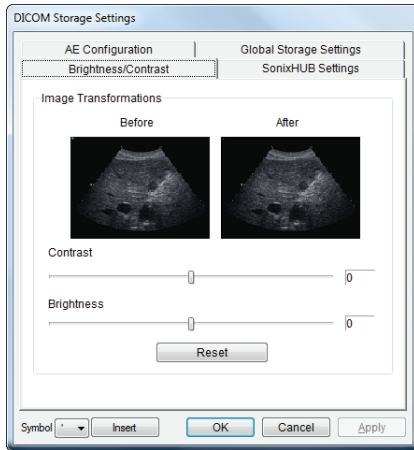 DICOM Storage Settings
AE Configuration Global Storage Settings
Brightness/Contrast SonixHUB Settings
Image Transformations
Before After
Contrast
0
Brightness
0
Reset
Symbol ' Insert OK Cancel Apply